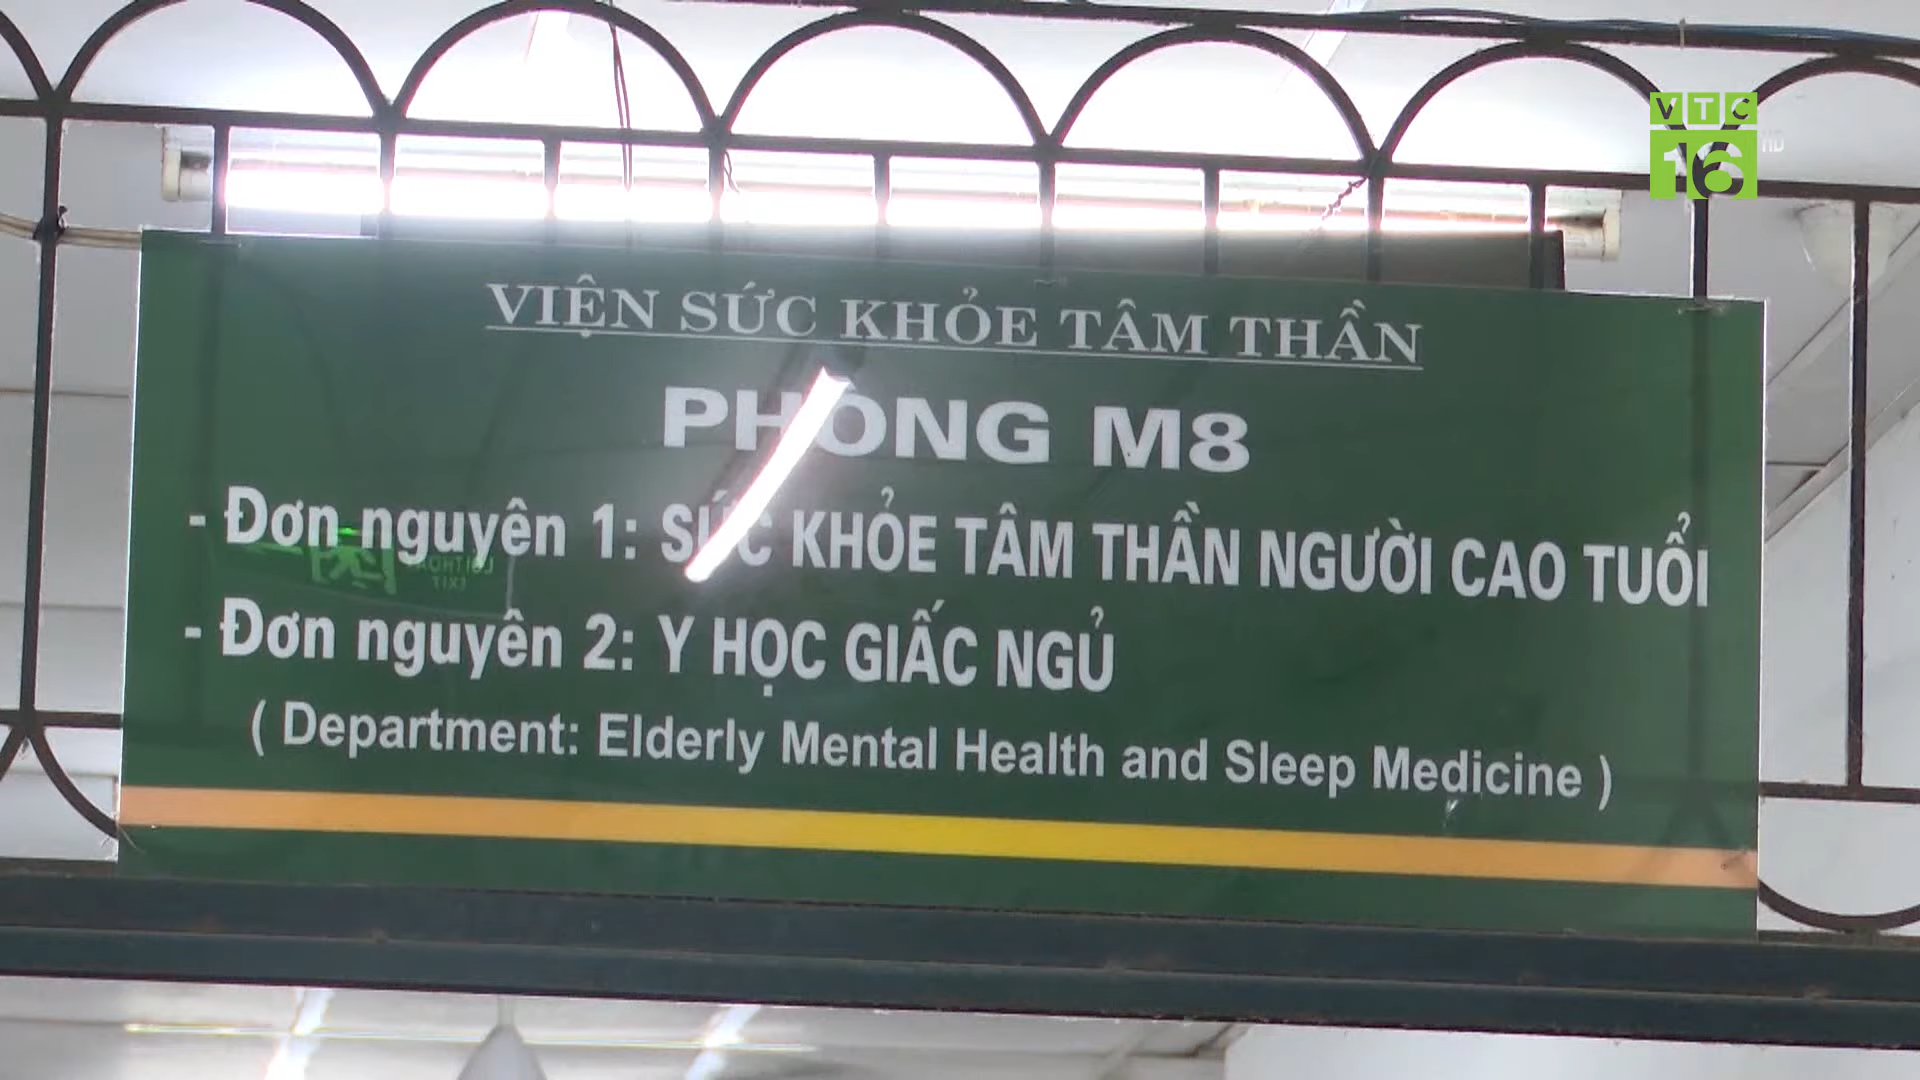 VTC
16 HD
VIỆN SỨC KHỎE TÂM THẦN
PHÒNG M8
- Đơn nguyên 1: SỨC KHỎE TÂM THẦN NGƯỜI CAO TUỔI
- Đơn nguyên 2: Y HỌC GIẤC NGỦ
( Department: Elderly Mental Health and Sleep Medicine )
EXIT